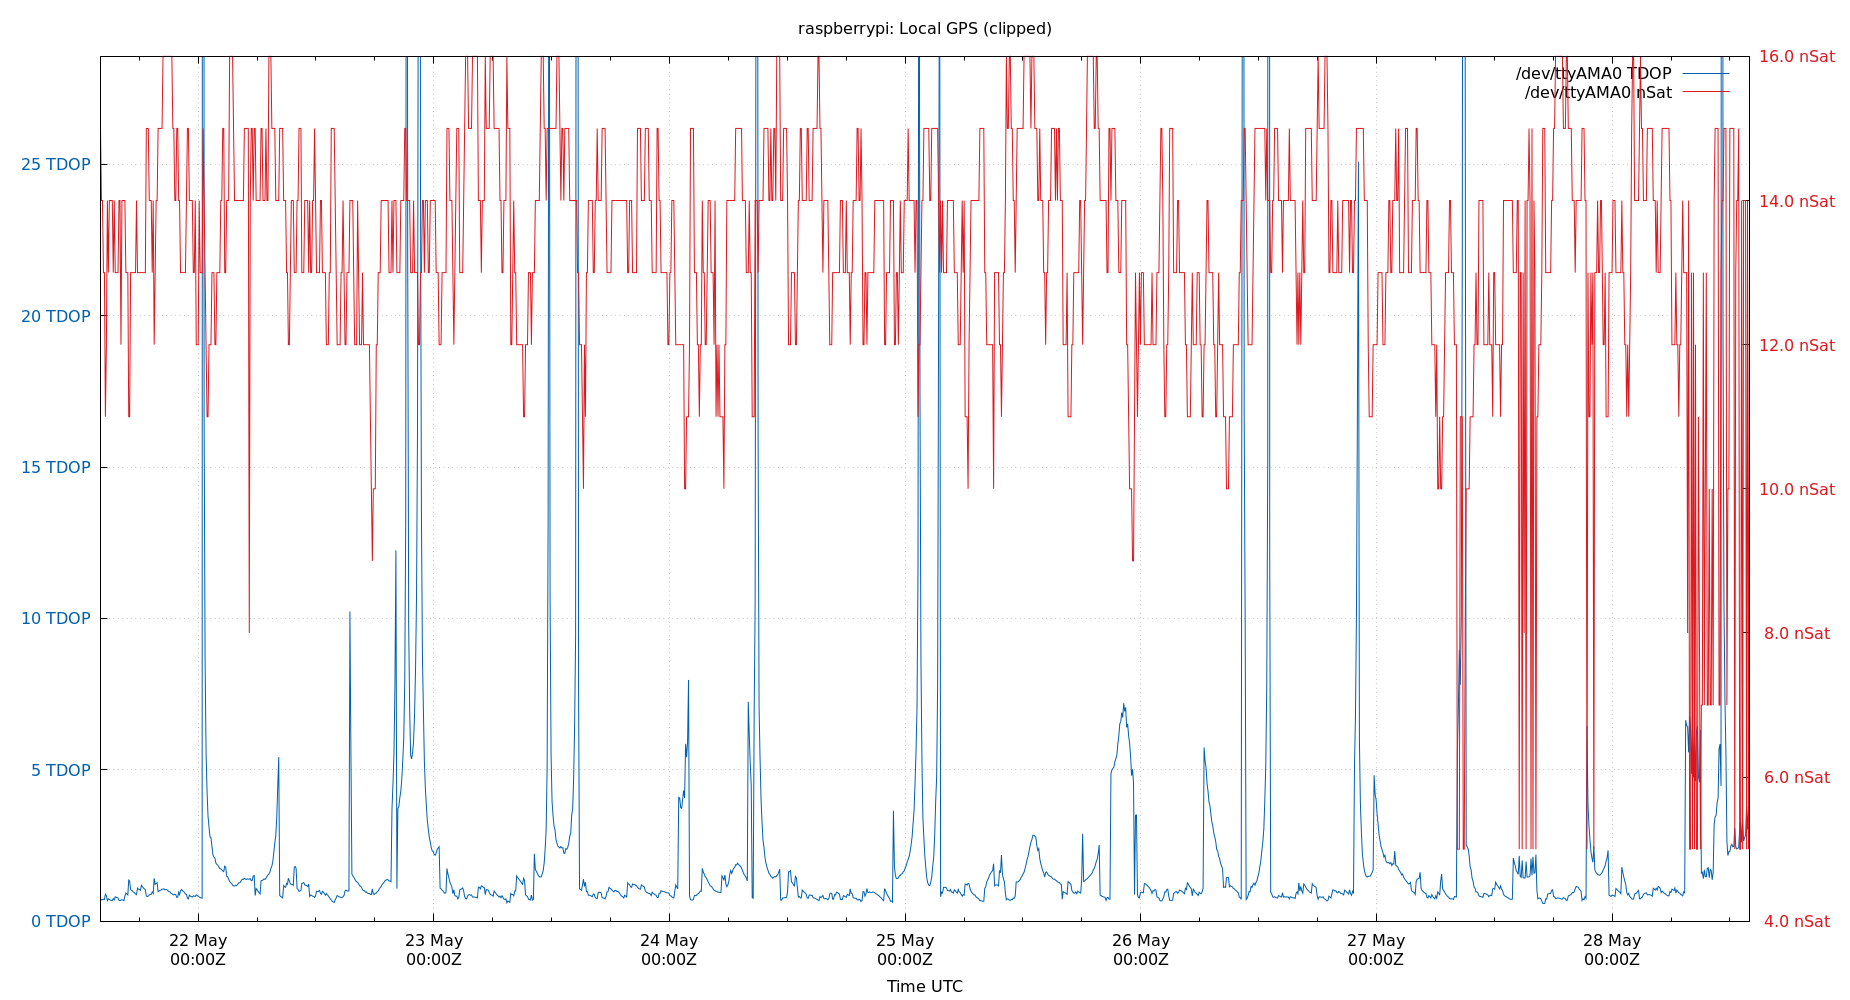 raspberrypi: Local GPS (clipped)
16.0 nSat
/dev/ttyAMA0 TDOP
/dev/ttyAMA0 nSat
25 TDOP
14.0 nSat
20 TDOP
12.0 nSat
15 TDOP
10.0 nSat
10 TDOP
8.0 nSat
5 TDOP
6.0 nSat
0 TDOP
4.0 nSat
22 May 23 May 24 May 25 May 26 May 27 May 28 May
00:00Z 00:00Z 00:00Z 00:00Z 00:00Z 00:00Z 00:00Z
Time UTC